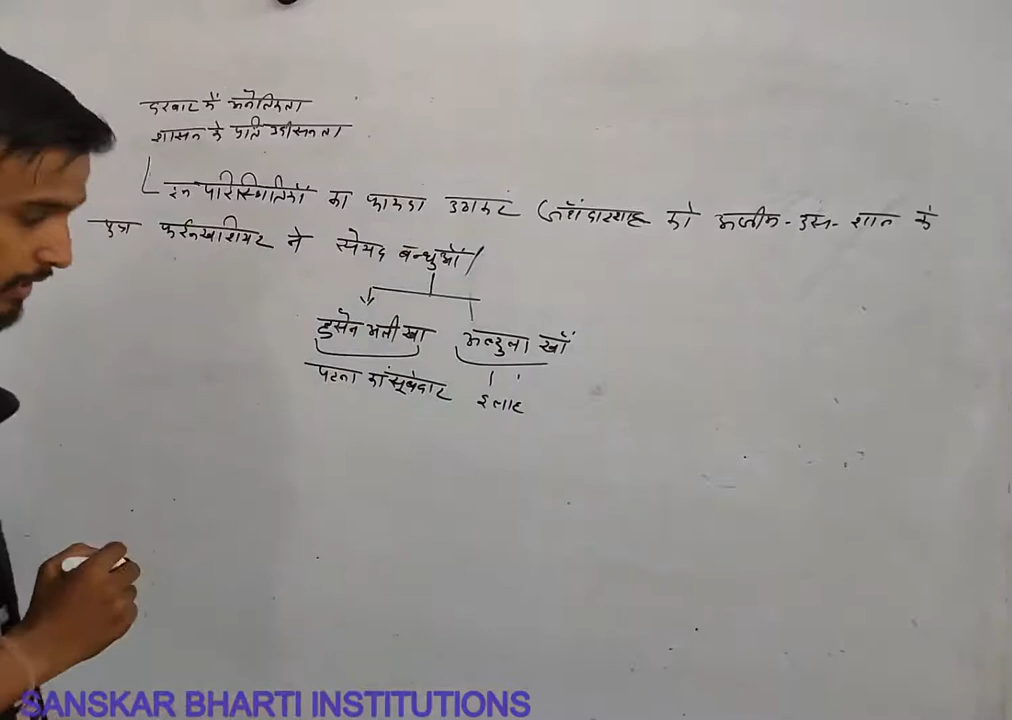 दरबार में अनैतिकता
शासन के प्रति उदासीनता
इन परिस्थितियों का फायदा उठाकर (जहाँदारशाह को अजीम-उस-शान के
पुत्र फर्रुखशियर ने सैयद बन्धुओं /
हुसैन अली खां अब्दुला खाँ
पटना का सूबेदार इलाह
SANSKAR BHARTI INSTITUTIONS